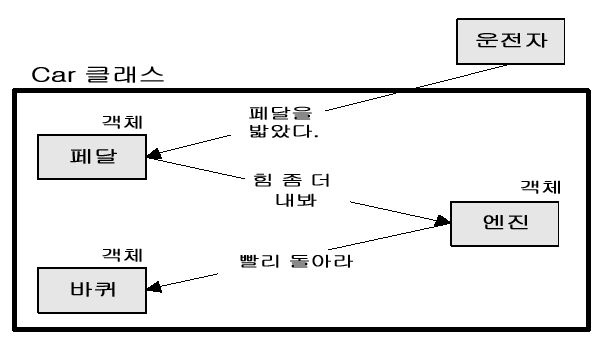 운전자
Car 클래스
객체
페달을
밟았다.
페달
힘 좀 더
내봐
객체
엔진
객체
빨리 돌아라
바퀴